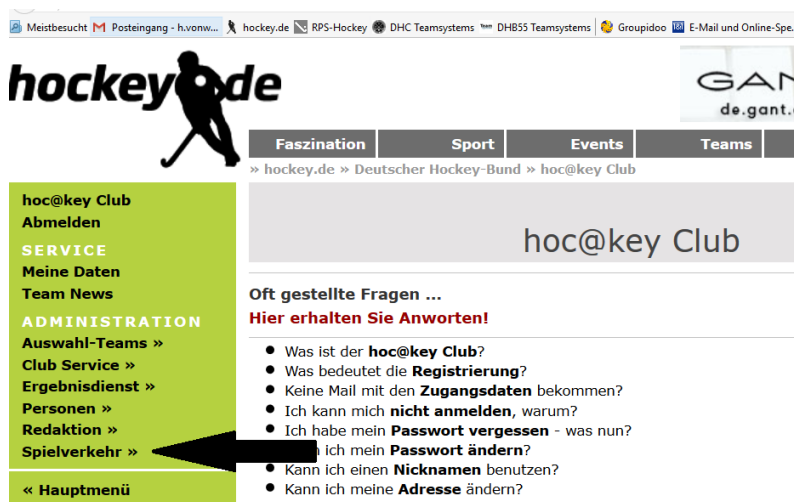 Meistbesucht Posteingang - h.vonw... hockey.de RPS-Hockey DHC Teamsystems DHB55 Teamsystems Groupidoo E-Mail und Online-Spe.
hockey.de
GAN
de.gant.
Faszination Sport Events Teams
» hockey.de » Deutscher Hockey-Bund » hoc@key Club
hoc@key Club
Abmelden
SERVICE
Meine Daten
Team News
ADMINISTRATION
Auswahl-Teams »
Club Service »
Ergebnisdienst »
Personen »
Redaktion »
Spielverkehr »
« Hauptmenü
hoc@key Club
Oft gestellte Fragen ...
Hier erhalten Sie Anworten!
Was ist der hoc@key Club?
Was bedeutet die Registrierung?
Keine Mail mit den Zugangsdaten bekommen?
Ich kann mich nicht anmelden, warum?
Ich habe mein Passwort vergessen - was nun?
ich mein Passwort ändern?
Kann ich einen Nicknamen benutzen?
Kann ich meine Adresse ändern?